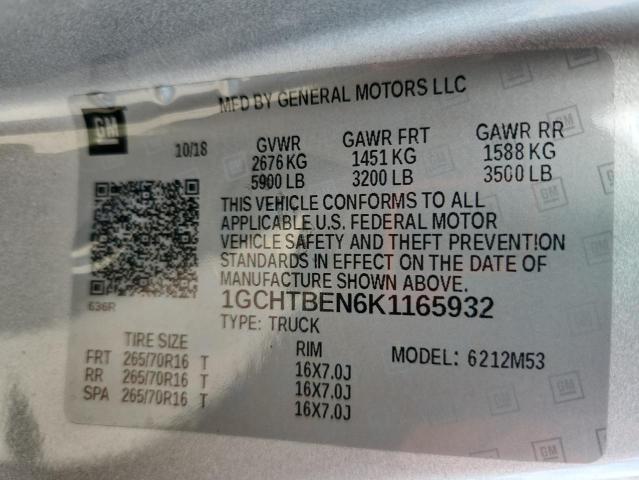 GM
MFD BY GENERAL MOTORS LLC
10/18
GVWR GAWR FRT GAWR RR
2676 KG 1451 KG 1588 KG
5900 LB 3200 LB 3500 LB
THIS VEHICLE CONFORMS TO ALL
APPLICABLE U.S. FEDERAL MOTOR
VEHICLE SAFETY AND THEFT PREVENTION
STANDARDS IN EFFECT ON THE DATE OF
MANUFACTURE SHOWN ABOVE.
636R
1GCHTBEN6K1165932
TYPE: TRUCK
TIRE SIZE RIM MODEL: 6212M53
FRT 265/70R16 T 16X7.0J
RR 265/70R16 T 16X7.0J
SPA 265/70R16 T 16X7.0J